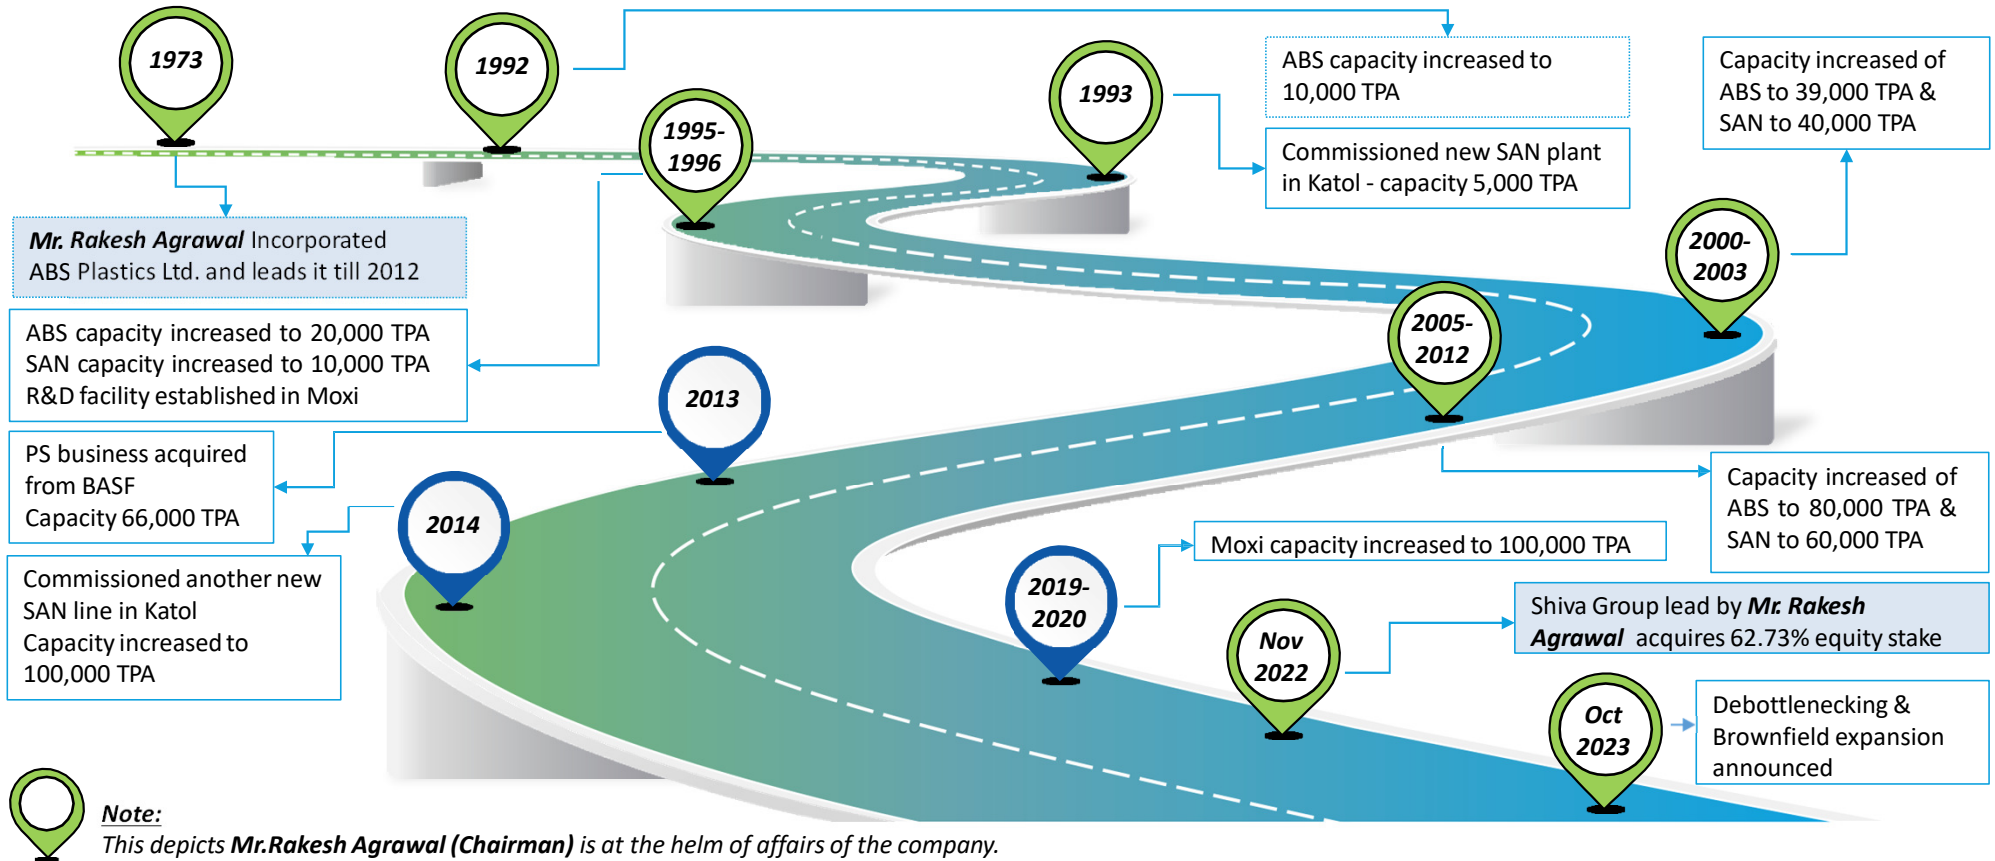 1973
1992
1995-
1996
1993
ABS capacity increased to
10,000 TPA
Capacity increased of
ABS to 39,000 TPA &
SAN to 40,000 TPA
Commissioned new SAN plant
in Katol - capacity 5,000 TPA
Mr. Rakesh Agrawal Incorporated
ABS Plastics Ltd. and leads it till 2012
2000-
2003
ABS capacity increased to 20,000 TPA
SAN capacity increased to 10,000 TPA
R&D facility established in Moxi
2005-
2012
2013
PS business acquired
from BASF
Capacity 66,000 TPA
2014
Capacity increased of
ABS to 80,000 TPA &
SAN to 60,000 TPA
Moxi capacity increased to 100,000 TPA
Commissioned another new
SAN line in Katol
Capacity increased to
100,000 TPA
2019-
2020
Shiva Group lead by Mr. Rakesh
Agrawal acquires 62.73% equity stake
Nov
2022
Oct
2023
Debottlenecking &
Brownfield expansion
announced
Note:
This depicts Mr.Rakesh Agrawal (Chairman) is at the helm of affairs of the company.